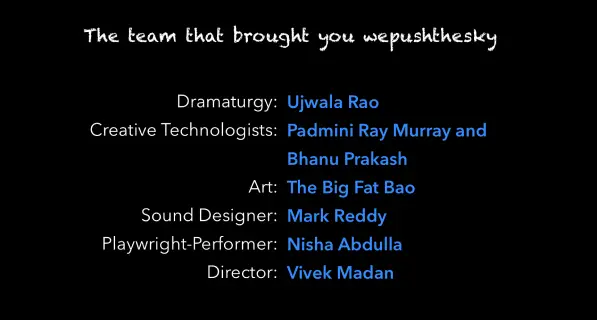 The team that brought you wepushthesky
Dramaturgy: Ujwala Rao
Creative Technologists: Padmini Ray Murray and
Bhanu Prakash
Art: The Big Fat Bao
Sound Designer: Mark Reddy
Playwright-Performer: Nisha Abdulla
Director: Vivek Madan